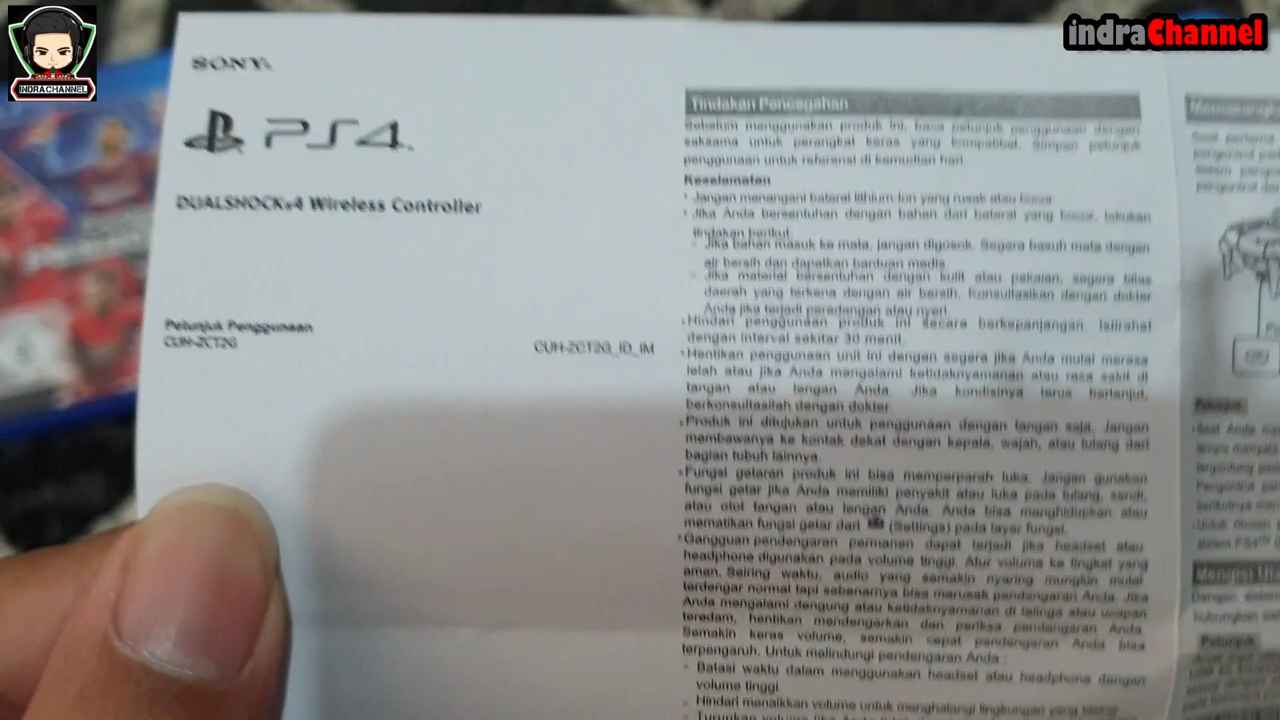 INDRA CHANNEL
indraChannel
SONY
PS4
DUALSHOCK®4 Wireless Controller
Petunjuk Penggunaan
CUH-ZCT2G
CUH-ZCT2G_ID_IM
Tindakan Pencegahan
Sebelum menggunakan produk ini, baca petunjuk penggunaan dengan
saksama untuk perangkat keras yang kompatibel. Simpan petunjuk
penggunaan untuk referensi di kemudian hari.
Keselamatan
• Jangan menangani baterai lithium ion yang rusak atau bocor.
• Jika Anda bersentuhan dengan bahan dari baterai yang bocor, lakukan
tindakan berikut.
– Jika bahan masuk ke mata, jangan digosok. Segera basuh mata dengan
air bersih dan dapatkan bantuan medis.
– Jika material bersentuhan dengan kulit atau pakaian, segera bilas
daerah yang terkena dengan air bersih. Konsultasikan dengan dokter
Anda jika terjadi peradangan atau nyeri.
• Hindari penggunaan produk ini secara berkepanjangan. Istirahat
dengan interval sekitar 30 menit.
• Hentikan penggunaan unit ini dengan segera jika Anda mulai merasa
lelah atau jika Anda mengalami ketidaknyamanan atau rasa sakit di
tangan atau lengan Anda. Jika kondisinya terus berlanjut,
berkonsultasilah dengan dokter.
• Produk ini ditujukan untuk penggunaan dengan tangan saja. Jangan
membawanya ke kontak dekat dengan kepala, wajah, atau tulang dari
bagian tubuh lainnya.
• Fungsi getaran produk ini bisa memperparah luka. Jangan gunakan
fungsi getar jika Anda memiliki penyakit atau luka pada tulang, sendi,
atau otot tangan atau lengan Anda. Anda bisa menghidupkan atau
mematikan fungsi getar dari (Settings) pada layar fungsi.
• Gangguan pendengaran permanen dapat terjadi jika headset atau
headphone digunakan pada volume tinggi. Atur volume ke tingkat yang
aman. Seiring waktu, audio yang semakin nyaring mungkin mulai
terdengar normal tapi sebenarnya bisa merusak pendengaran Anda. Jika
Anda mengalami dengung atau ketidaknyamanan di telinga atau ucapan
teredam, hentikan mendengarkan dan periksa pendengaran Anda.
Semakin keras volume, semakin cepat pendengaran Anda bisa
terpengaruh. Untuk melindungi pendengaran Anda :
– Batasi waktu dalam menggunakan headset atau headphone dengan
volume tinggi.
– Hindari menaikkan volume untuk menghalangi lingkungan yang bising.
– Turunkan volume jika Anda tidak